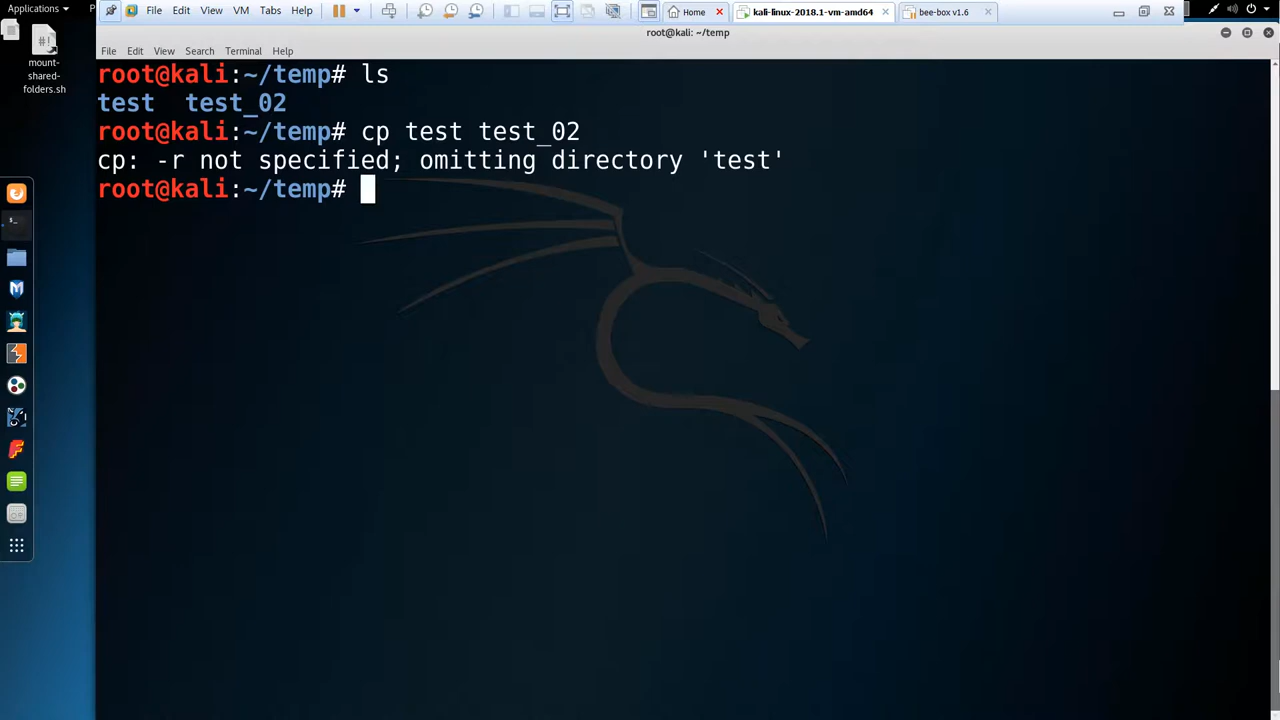 Applications
File Edit View VM Tabs Help
Home
kali-linux-2018.1-vm-amd64
bee-box v1.6
#!
mount-
shared-
folders.sh
root@kali: ~/temp
File Edit View Search Terminal Help
root@kali:~/temp# ls
test test_02
root@kali:~/temp# cp test test_02
cp: -r not specified; omitting directory 'test'
root@kali:~/temp#